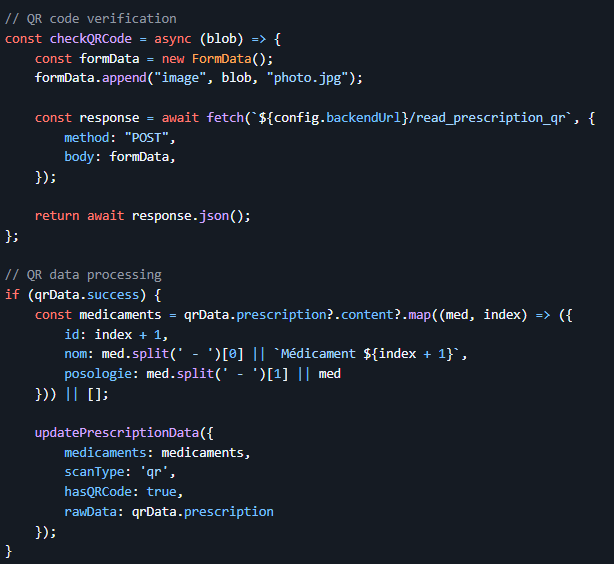 // QR code verification
const checkQRCode = async (blob) => {
    const formData = new FormData();
    formData.append("image", blob, "photo.jpg");

    const response = await fetch(`${config.backendUrl}/read_prescription_qr`, {
        method: "POST",
        body: formData,
    });

    return await response.json();
};

// QR data processing
if (qrData.success) {
    const medicaments = qrData.prescription?.content?.map((med, index) => ({
        id: index + 1,
        nom: med.split(' - ')[0] || `Médicament ${index + 1}`,
        posologie: med.split(' - ')[1] || med
    })) || [];

    updatePrescriptionData({
        medicaments: medicaments,
        scanType: 'qr',
        hasQRCode: true,
        rawData: qrData.prescription
    });
}